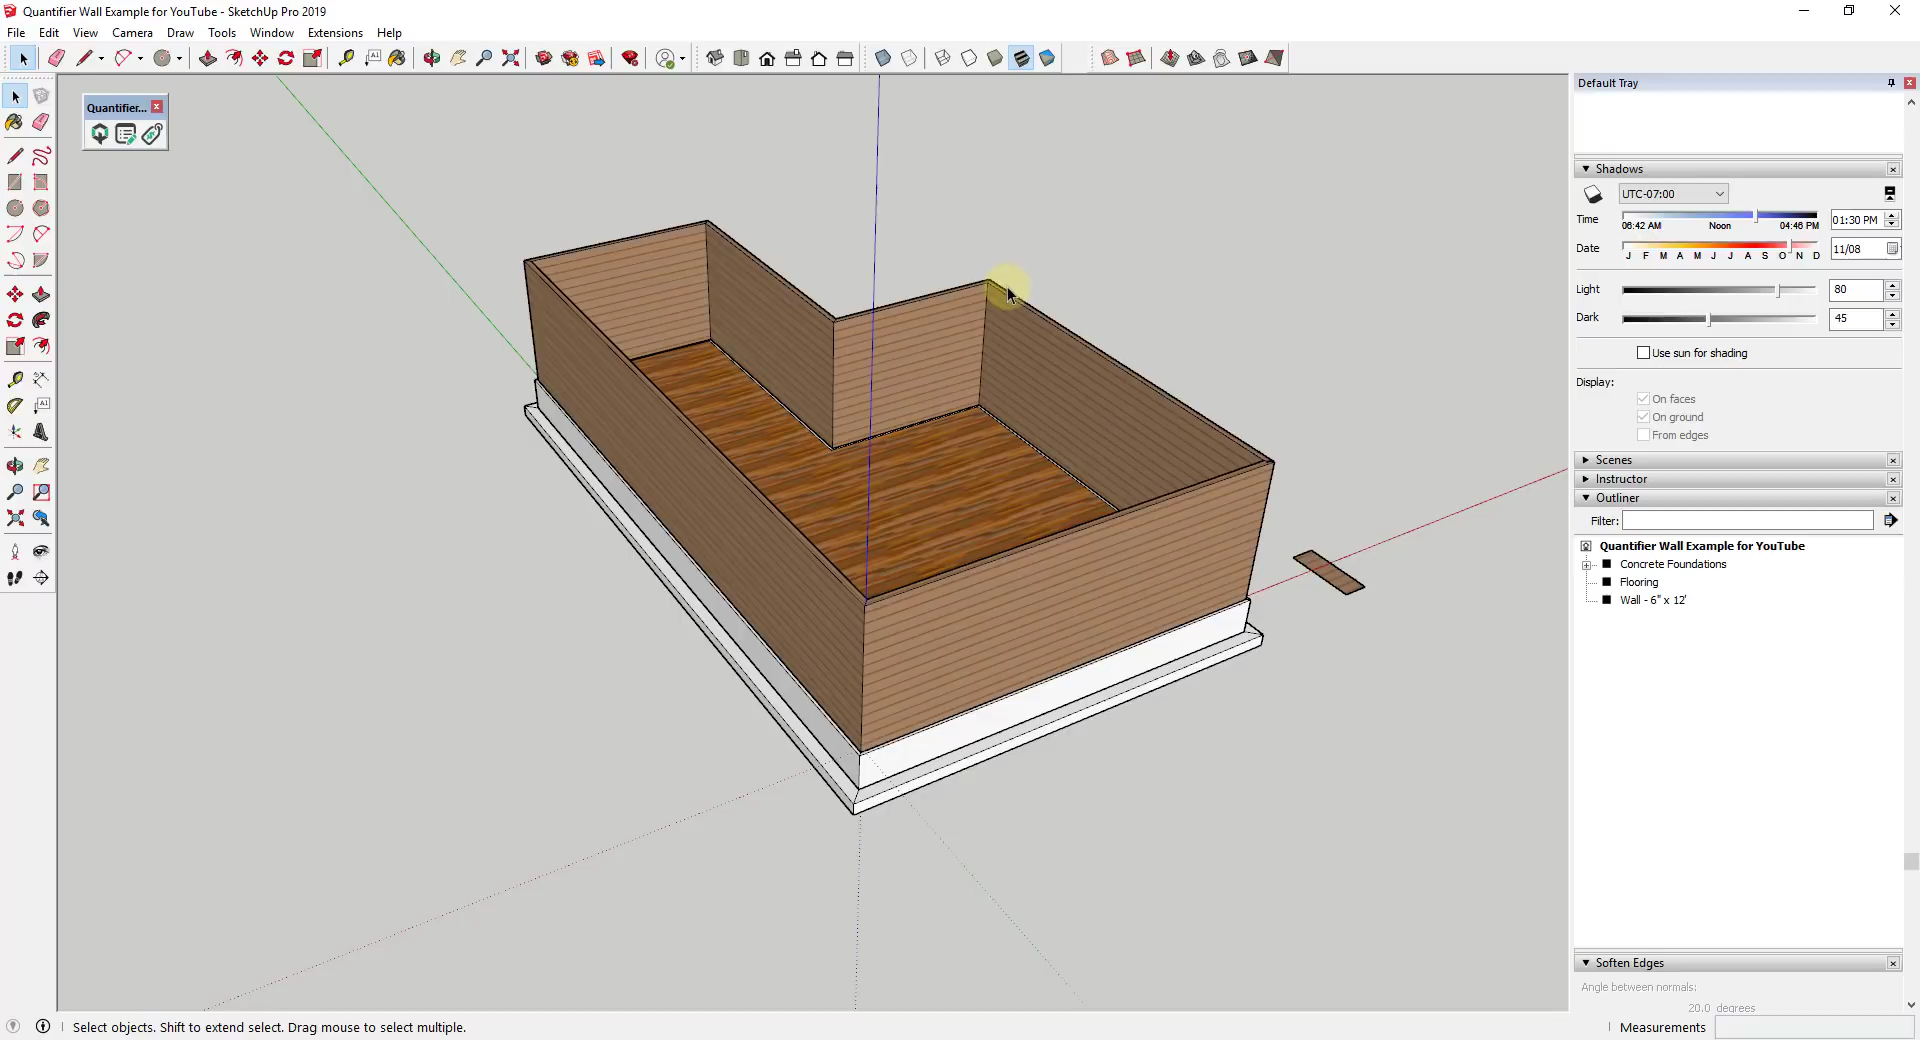 Quantifier Wall Example for YouTube - SketchUp Pro 2019
File Edit View Camera Draw Tools Window Extensions Help
Default Tray
Quantifier...
Shadows
UTC-07:00
Time
06:42 AM Noon 04:46 PM
01:30 PM
Date
J F M A M J J A S O N D
11/08
Light
80
Dark
45
Use sun for shading
Display:
On faces
On ground
From edges
Scenes
Instructor
Outliner
Filter:
Quantifier Wall Example for YouTube
Concrete Foundations
Flooring
Wall - 6" x 12'
Soften Edges
Angle between normals:
20.0 degrees
Select objects. Shift to extend select. Drag mouse to select multiple.
Measurements